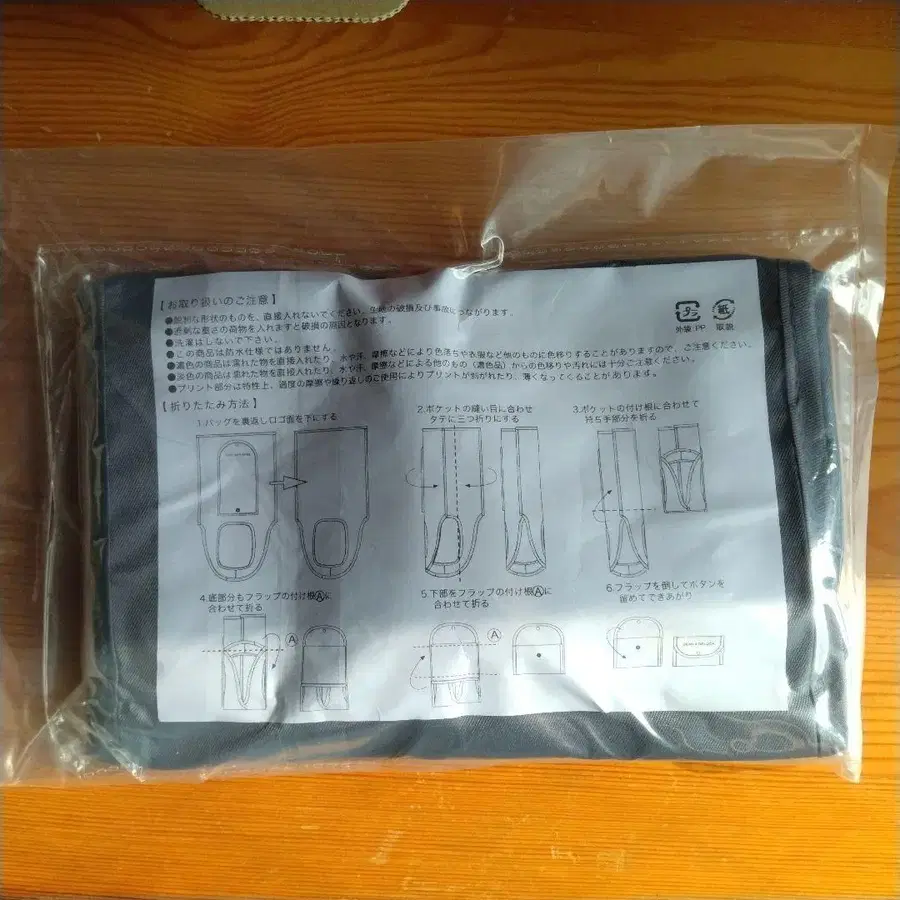 【お取り扱いのご注意】
●鋭利な形状のものを、直接入れないでください。生地の破損及び事故につながります。
●過剰な重さの荷物を入れますと破損の原因となります。
●洗濯はしないで下さい。
●この商品は防水仕様ではありません。
●濃色の商品は濡れた物を直接入れたり、水や汗、摩擦などにより色落ちや衣服など他のものに色移りすることがありますので、ご注意ください。
●淡色の商品は濡れた物を直接入れたり、水や汗、摩擦などによる他のもの（濃色品）からの色移りや汚れには十分ご注意ください。
●プリント部分は特性上、過度の摩擦や繰り返しのご使用によりプリントが剥がれたり、薄くなってくることがあります。
プラ
外袋:PP
紙
取説
【折りたたみ方法】
1.バッグを裏返しロゴ面を下にする
2.ポケットの縫い目に合わせ
タテに三つ折りにする
3.ポケットの付け根に合わせて
持ち手部分を折る
4.底部分もフラップの付け根Ⓐに
合わせて折る
5.下部をフラップの付け根Ⓐに
合わせて折る
6.フラップを倒してボタンを
留めてできあがり
Ⓐ
Ⓐ